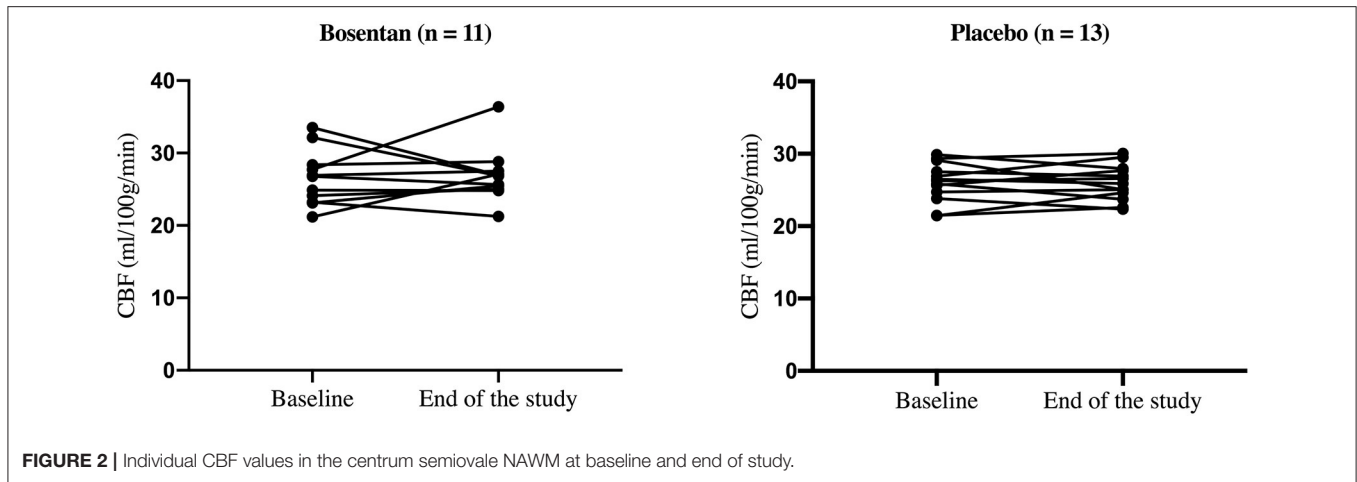 Bosentan (n = 11)
CBF (ml/100g/min)
40
30
20
10
0
Baseline End of the study
Placebo (n = 13)
CBF (ml/100g/min)
40
30
20
10
0
Baseline End of the study
FIGURE 2 | Individual CBF values in the centrum semiovale NAWM at baseline and end of study.